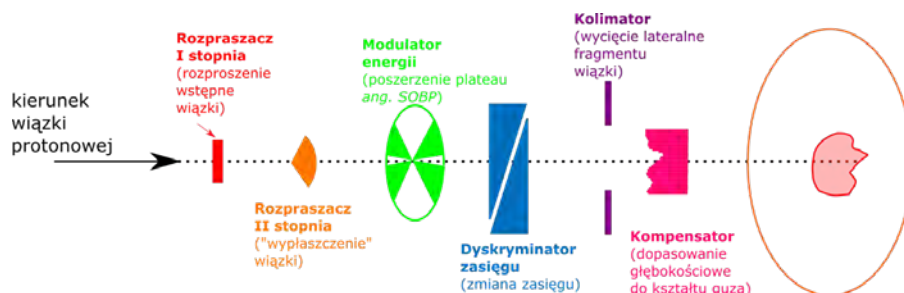 kierunek
wiązki
protonowej
Rozpraszacz
I stopnia
(rozproszenie
wstępne
wiązki)
Rozpraszacz
II stopnia
("wypłaszczenie"
wiązki)
Modulator
energii
(poszerzenie plateau
ang. SOBP)
Dyskryminator
zasięgu
(zmiana zasięgu)
Kolimator
(wycięcie lateralne
fragmentu
wiązki)
Kompensator
(dopasowanie
głębokościowe
do kształtu guza)